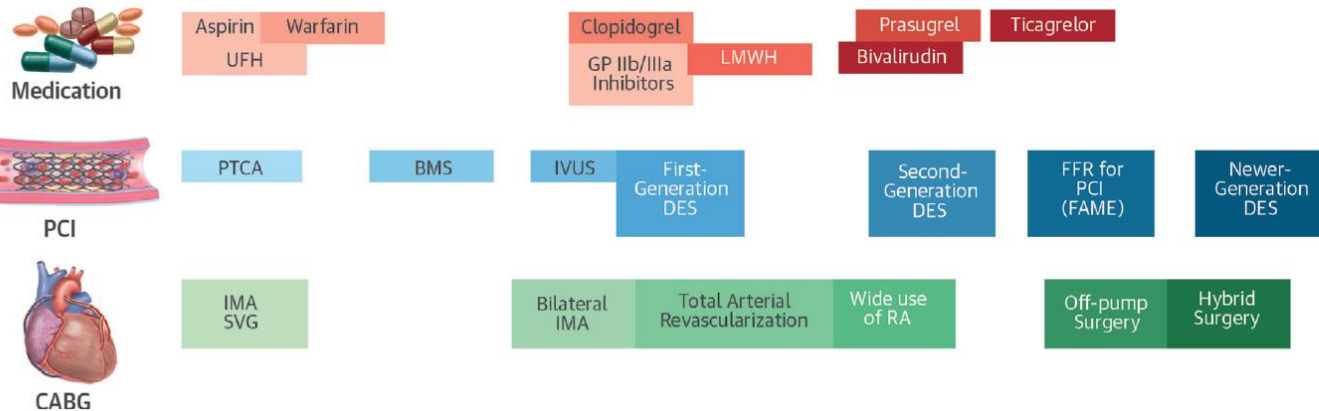 Medication
Aspirin
Warfarin
UFH
Clopidogrel
GP IIb/IIIa
Inhibitors
LMWH
Prasugrel
Ticagrelor
Bivalirudin
PCI
PTCA
BMS
IVUS
First-
Generation
DES
Second-
Generation
DES
FFR for
PCI
(FAME)
Newer-
Generation
DES
CABG
IMA
SVG
Bilateral
IMA
Total Arterial
Revascularization
Wide use
of RA
Off-pump
Surgery
Hybrid
Surgery